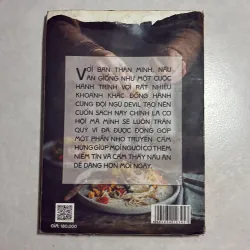 VỚI BẢN THÂN MÌNH, NẤU
ĂN GIỐNG NHƯ MỘT CUỘC
HÀNH TRÌNH VỚI RẤT NHIỀU
KHOẢNH KHẮC. ĐỒNG HÀNH
CÙNG ĐỘI NGŨ DEVIL TẠO NÊN
CUỐN SÁCH NÀY CHÍNH LÀ CƠ
HỘI MÀ MÌNH SẼ LUÔN TRÂN
QUÝ VÌ ĐÃ ĐƯỢC ĐÓNG GÓP
MỘT PHẦN NHỎ TRUYỀN CẢM
HỨNG GIÚP MỌI NGƯỜI CÓ THÊM
NIỀM TIN VÀ CẢM THẤY NẤU ĂN
DỄ DÀNG HƠN MỖI NGÀY.
GIÁ: 180.000